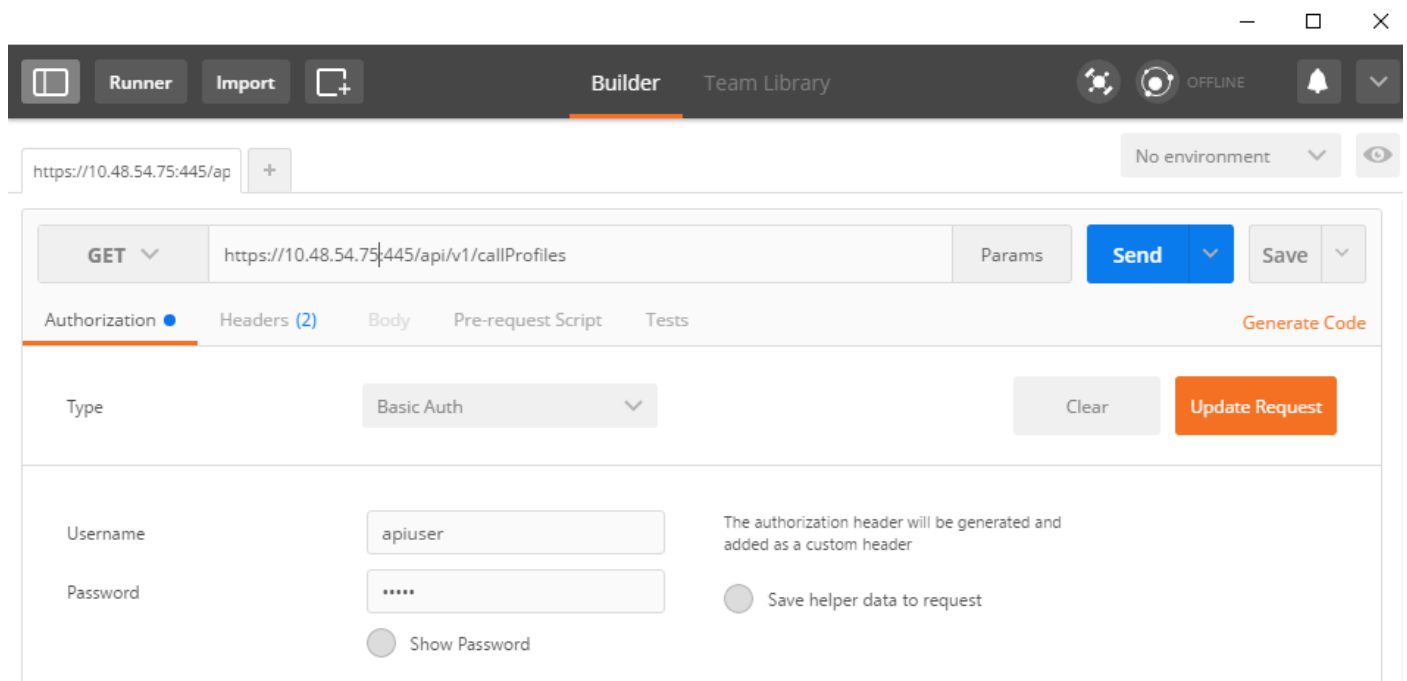 Runner Import Builder Team Library OFFLINE
https://10.48.54.75:445/ap + No environment
GET https://10.48.54.75:445/api/v1/callProfiles Params Send Save
Authorization Headers (2) Body Pre-request Script Tests Generate Code
Type Basic Auth Clear Update Request
Username apiuser The authorization header will be generated and
added as a custom header
Password ••••• Save helper data to request
Show Password